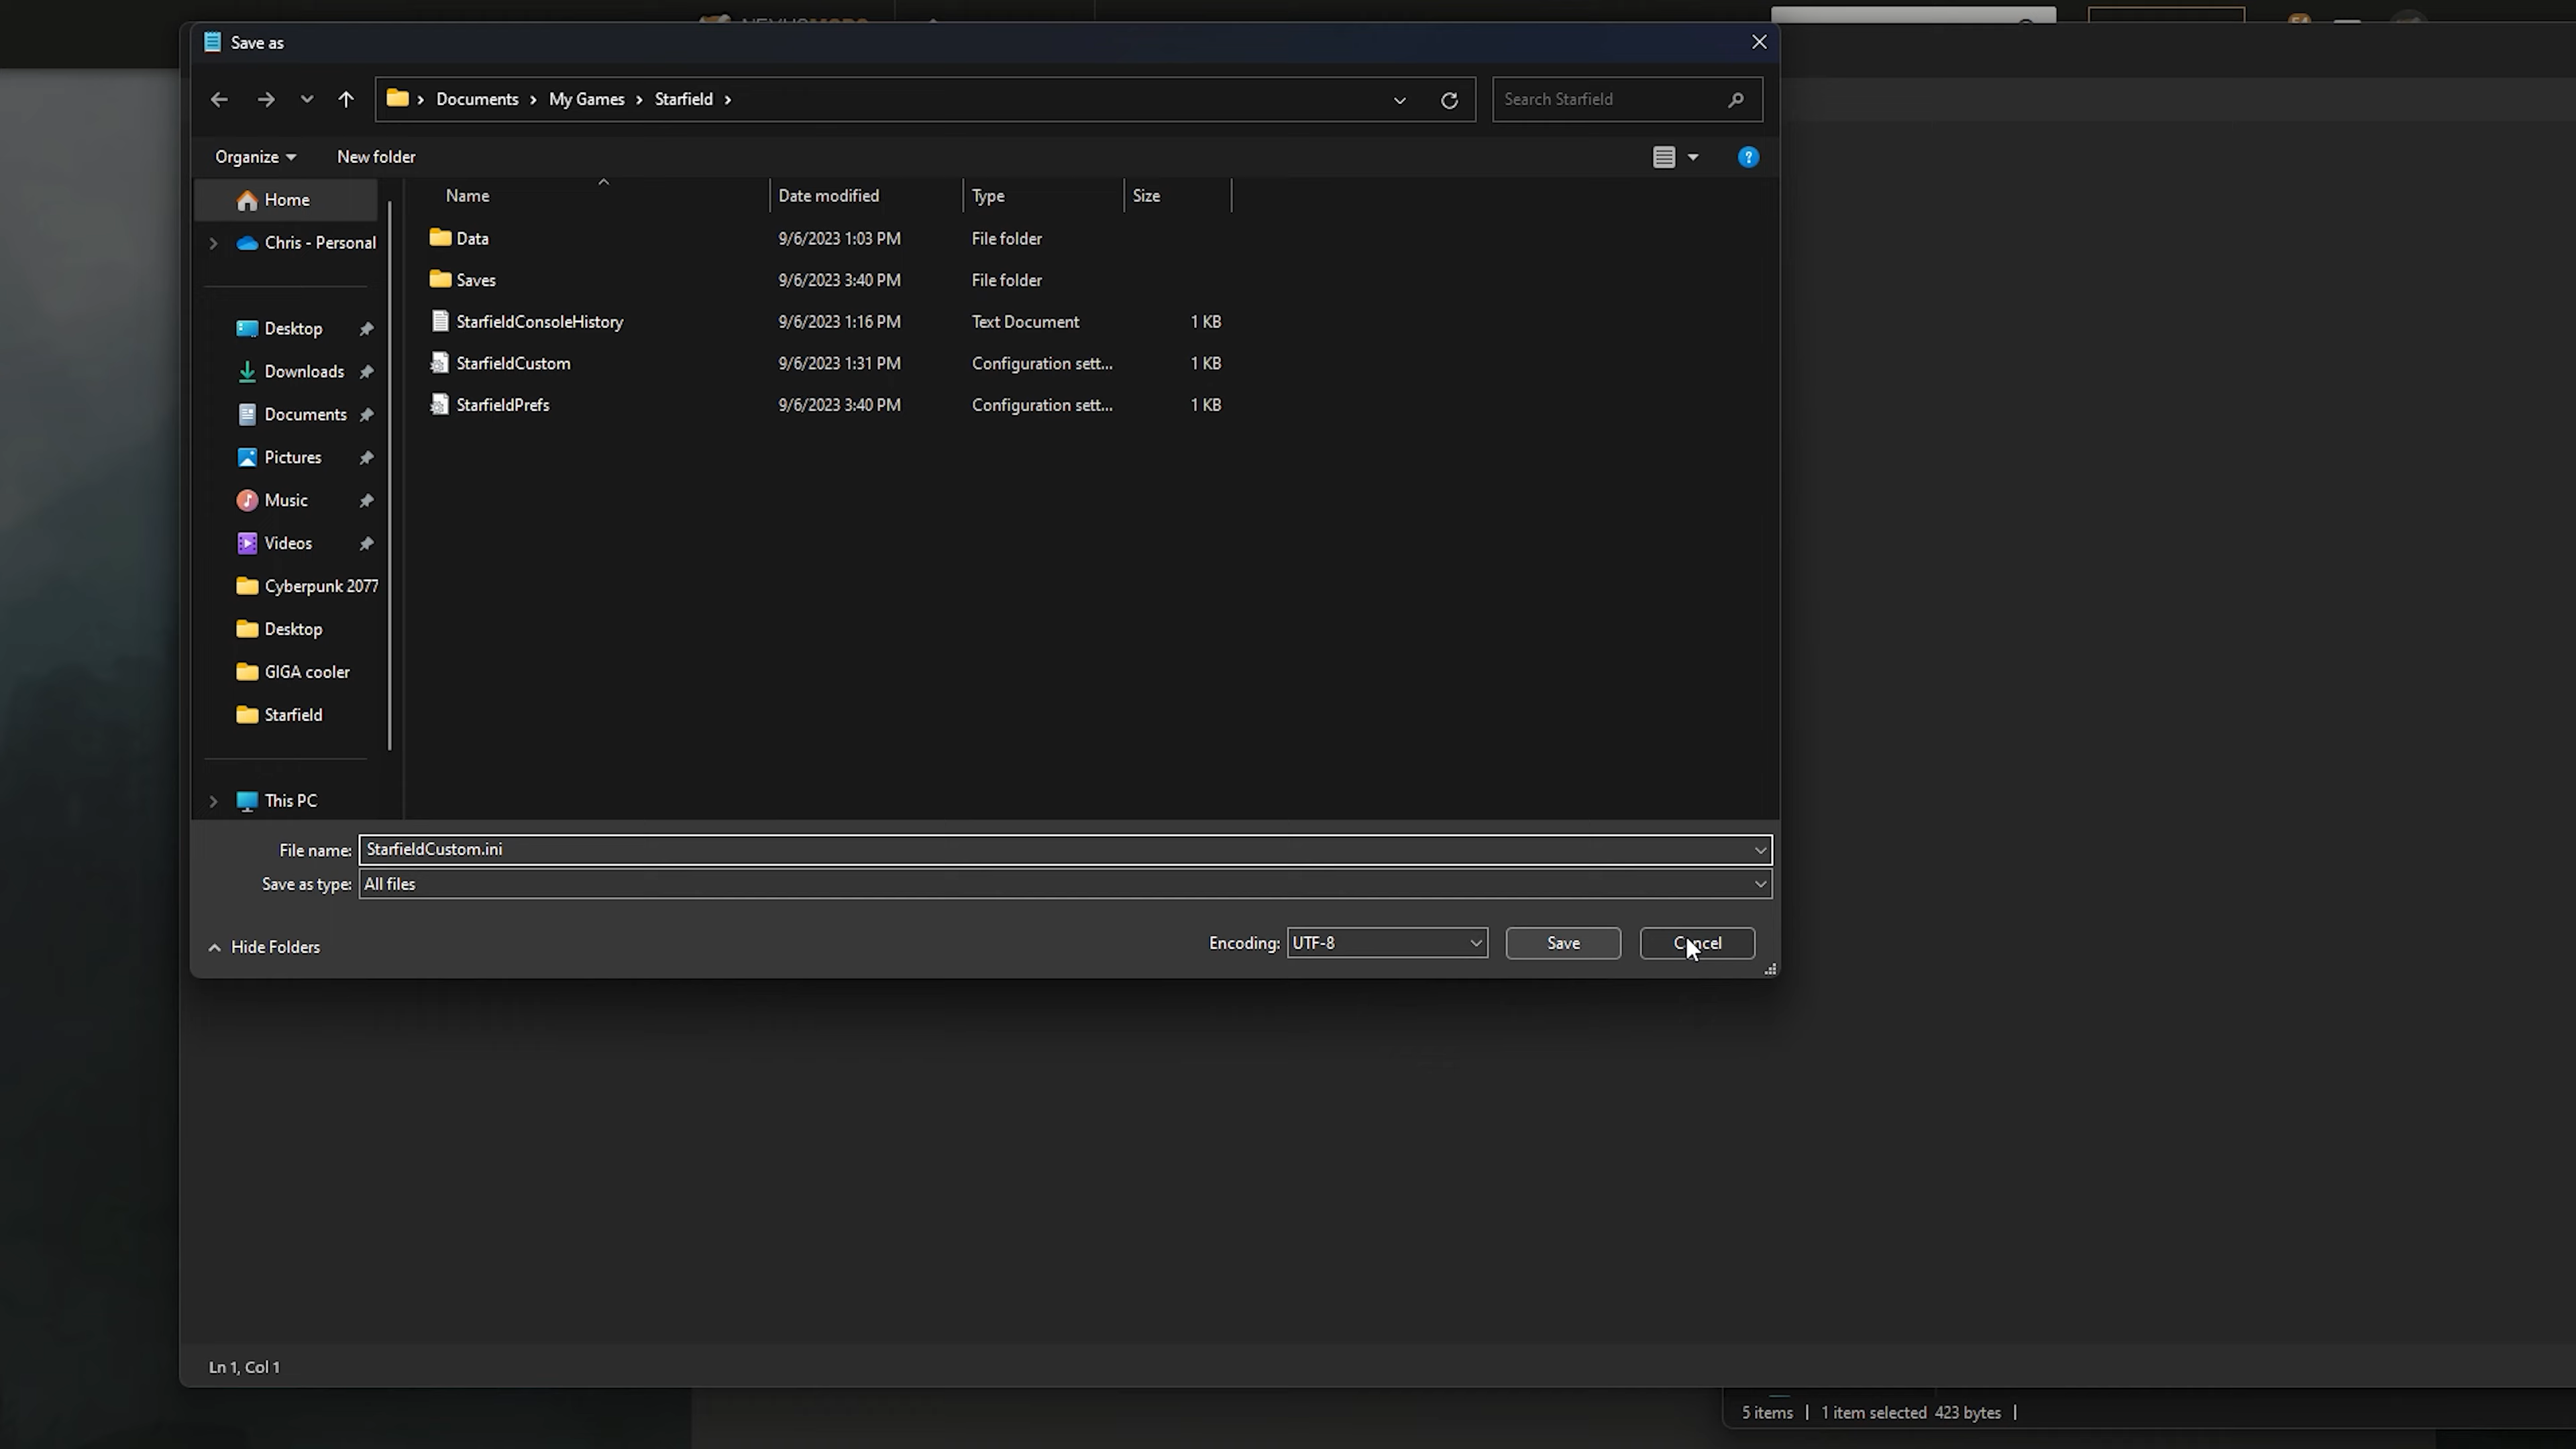 NEXUSMODS
54
Save as
Documents > My Games > Starfield >
Search Starfield
Organize
New folder
Name
Date modified
Type
Size
Home
Chris - Personal
Desktop
Downloads
Documents
Pictures
Music
Videos
Cyberpunk 2077
Desktop
GIGA cooler
Starfield
This PC
Data 9/6/2023 1:03 PM File folder
Saves 9/6/2023 3:40 PM File folder
StarfieldConsoleHistory 9/6/2023 1:16 PM Text Document 1 KB
StarfieldCustom 9/6/2023 1:31 PM Configuration sett... 1 KB
StarfieldPrefs 9/6/2023 3:40 PM Configuration sett... 1 KB
File name: StarfieldCustom.ini
Save as type: All files
Hide Folders
Encoding: UTF-8
Save
Cancel
Ln 1, Col 1
5 items | 1 item selected 423 bytes |